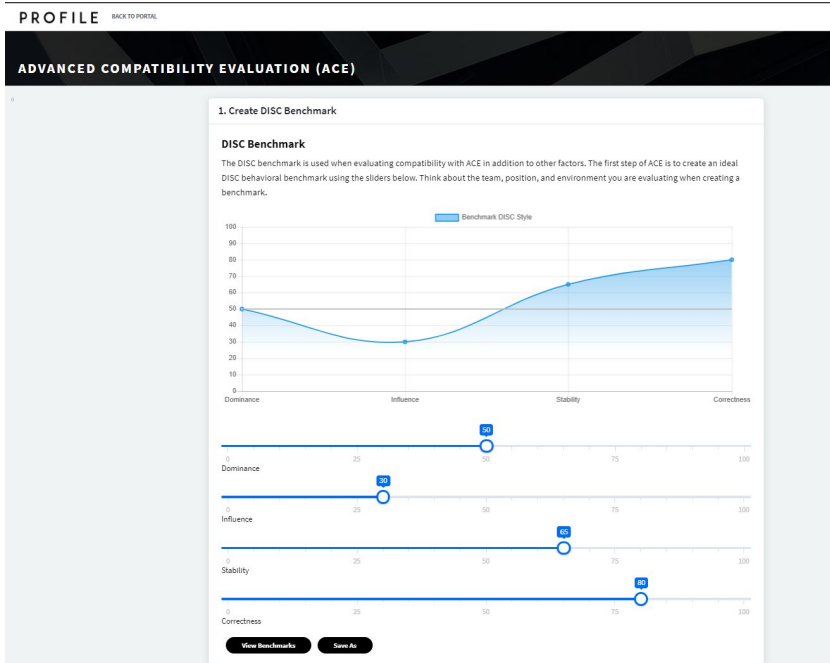 PROFILE BACK TO PORTAL
ADVANCED COMPATIBILITY EVALUATION (ACE)
1. Create DISC Benchmark
DISC Benchmark
The DISC benchmark is used when evaluating compatibility with ACE in addition to other factors. The first step of ACE is to create an ideal
DISC behavioral benchmark using the sliders below. Think about the team, position, and environment you are evaluating when creating a
benchmark.
Benchmark DISC Style
100
90
80
70
60
50
40
30
20
10
0
Dominance Influence Stability Correctness
50
0 25 50 75 100
Dominance
30
0 25 50 75 100
Influence
65
0 25 50 75 100
Stability
80
0 25 50 75 100
Correctness
View Benchmarks Save As